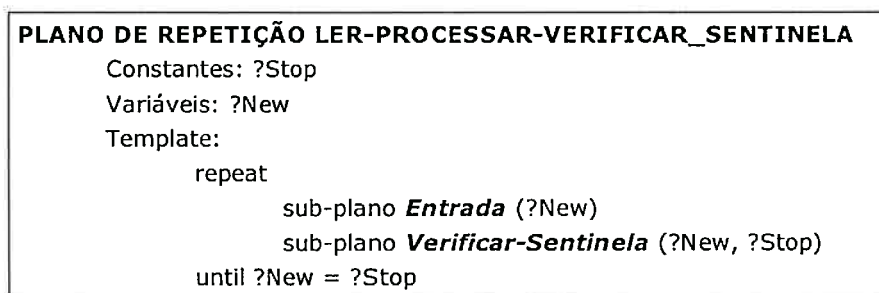 PLANO DE REPETIÇÃO LER-PROCESSAR-VERIFICAR_SENTINELA
Constantes: ?Stop
Variáveis: ?New
Template:
repeat
sub-plano Entrada (?New)
sub-plano Verificar-Sentinela (?New, ?Stop)
until ?New = ?Stop